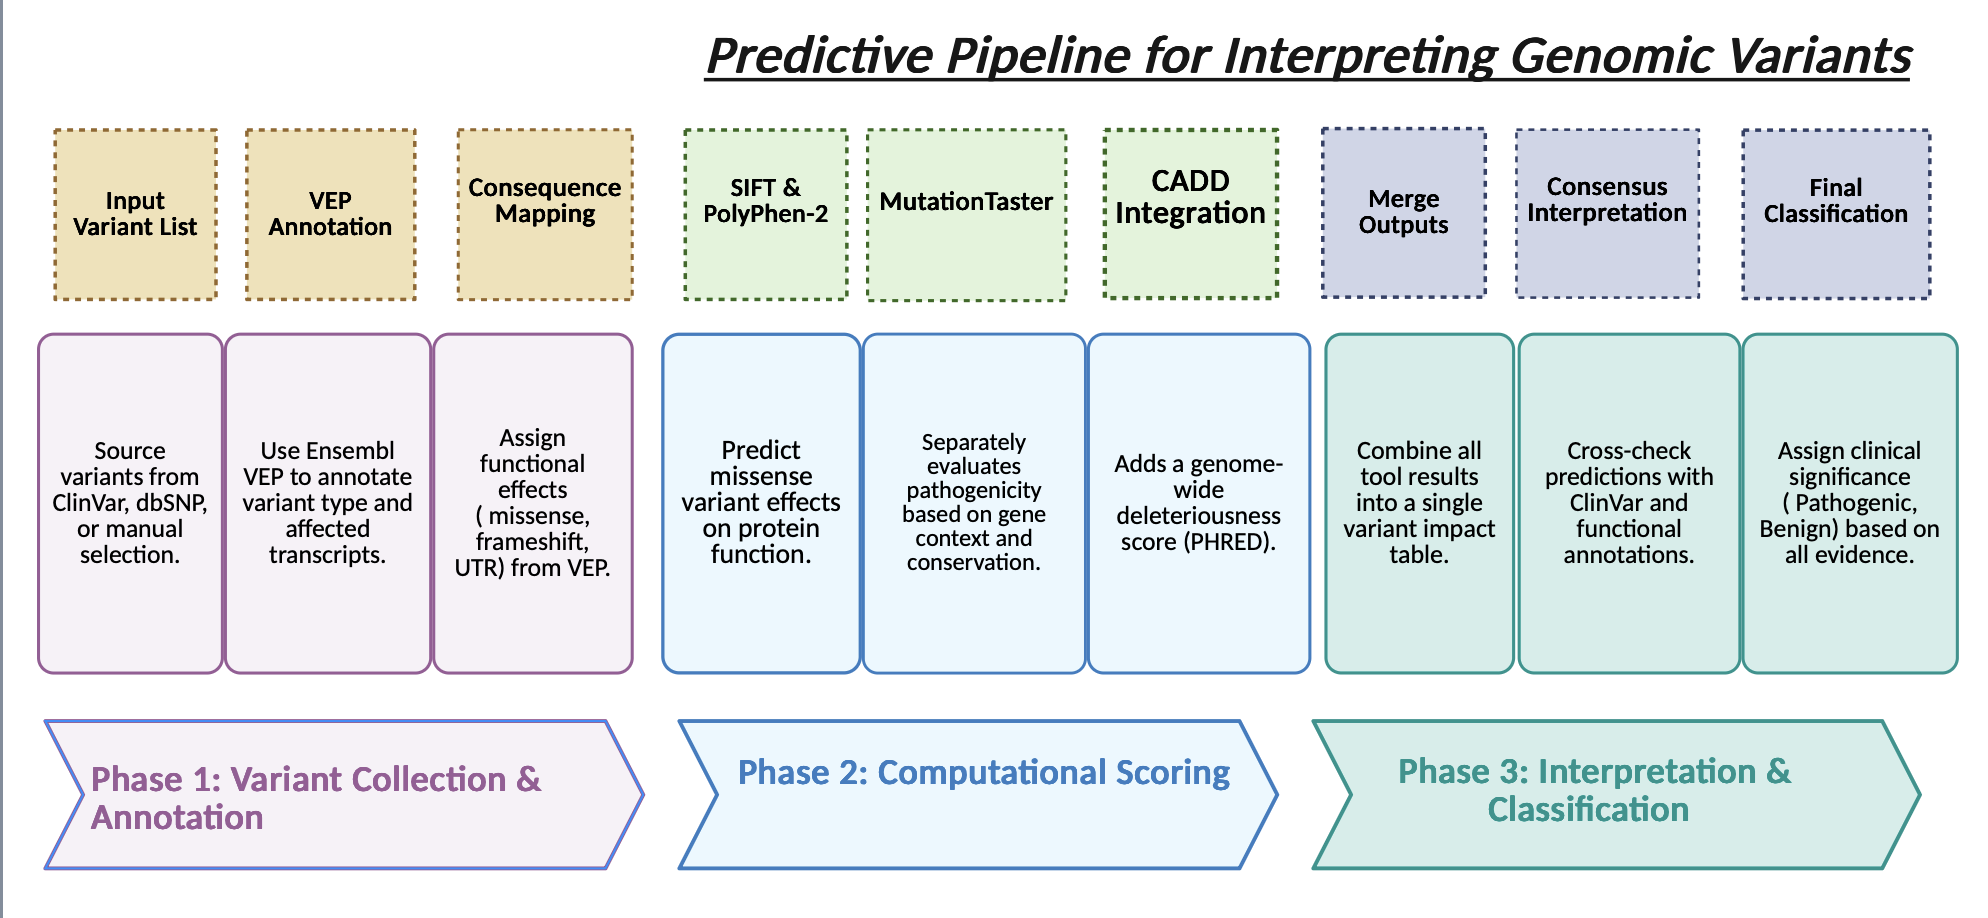 Predictive Pipeline for Interpreting Genomic Variants
Input
Variant List
VEP
Annotation
Consequence
Mapping
SIFT &
PolyPhen-2
MutationTaster
CADD
Integration
Merge
Outputs
Consensus
Interpretation
Final
Classification
Source
variants from
ClinVar, dbSNP,
or manual
selection.
Use Ensembl
VEP to annotate
variant type and
affected
transcripts.
Assign
functional
effects
( missense,
frameshift,
UTR) from VEP.
Predict
missense
variant effects
on protein
function.
Separately
evaluates
pathogenicity
based on gene
context and
conservation.
Adds a genome-
wide
deleteriousness
score (PHRED).
Combine all
tool results
into a single
variant impact
table.
Cross-check
predictions with
ClinVar and
functional
annotations.
Assign clinical
significance
( Pathogenic,
Benign) based on
all evidence.
Phase 1: Variant Collection &
Annotation
Phase 2: Computational Scoring
Phase 3: Interpretation &
Classification